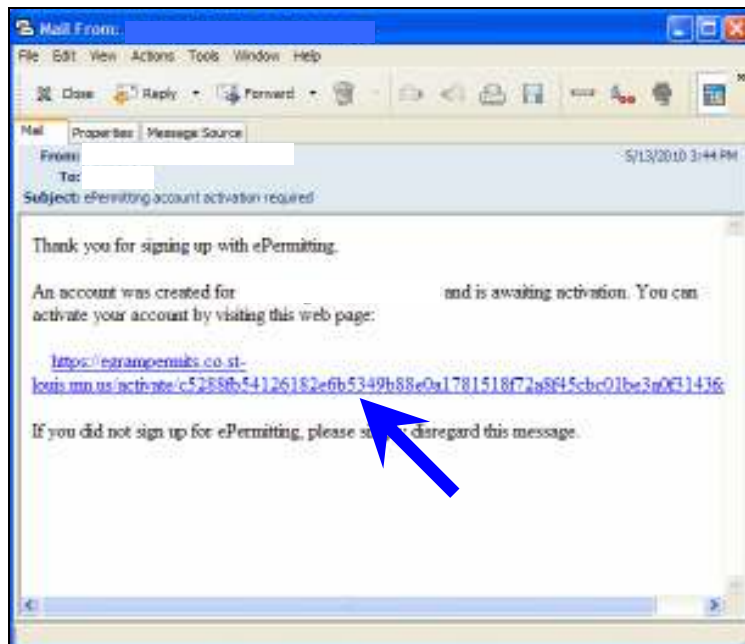 Mail From:
File Edit View Actions Tools Window Help
Close Reply Forward
Mail Properties Message Source
From: 5/13/2010 3:44 PM
To:
Subject: ePermitting account activation required
Thank you for signing up with ePermitting.
An account was created for and is awaiting activation. You can
activate your account by visiting this web page:
https://egrampermits.co.st-
louis.mn.us/activate/c5288fb54126182e6b5349b88e0a1781518f72a8f45cbc01be3a0f31436
If you did not sign up for ePermitting, please disregard this message.